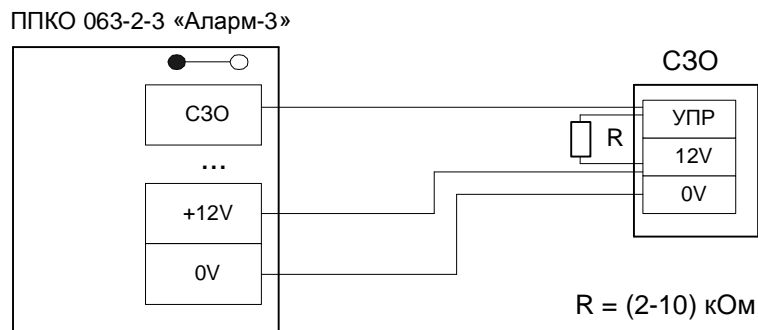 ППКО 063-2-3 «Аларм-3»
СЗО
СЗО
УПР
R
12V
...
+12V
0V
0V
R = (2-10) кОм